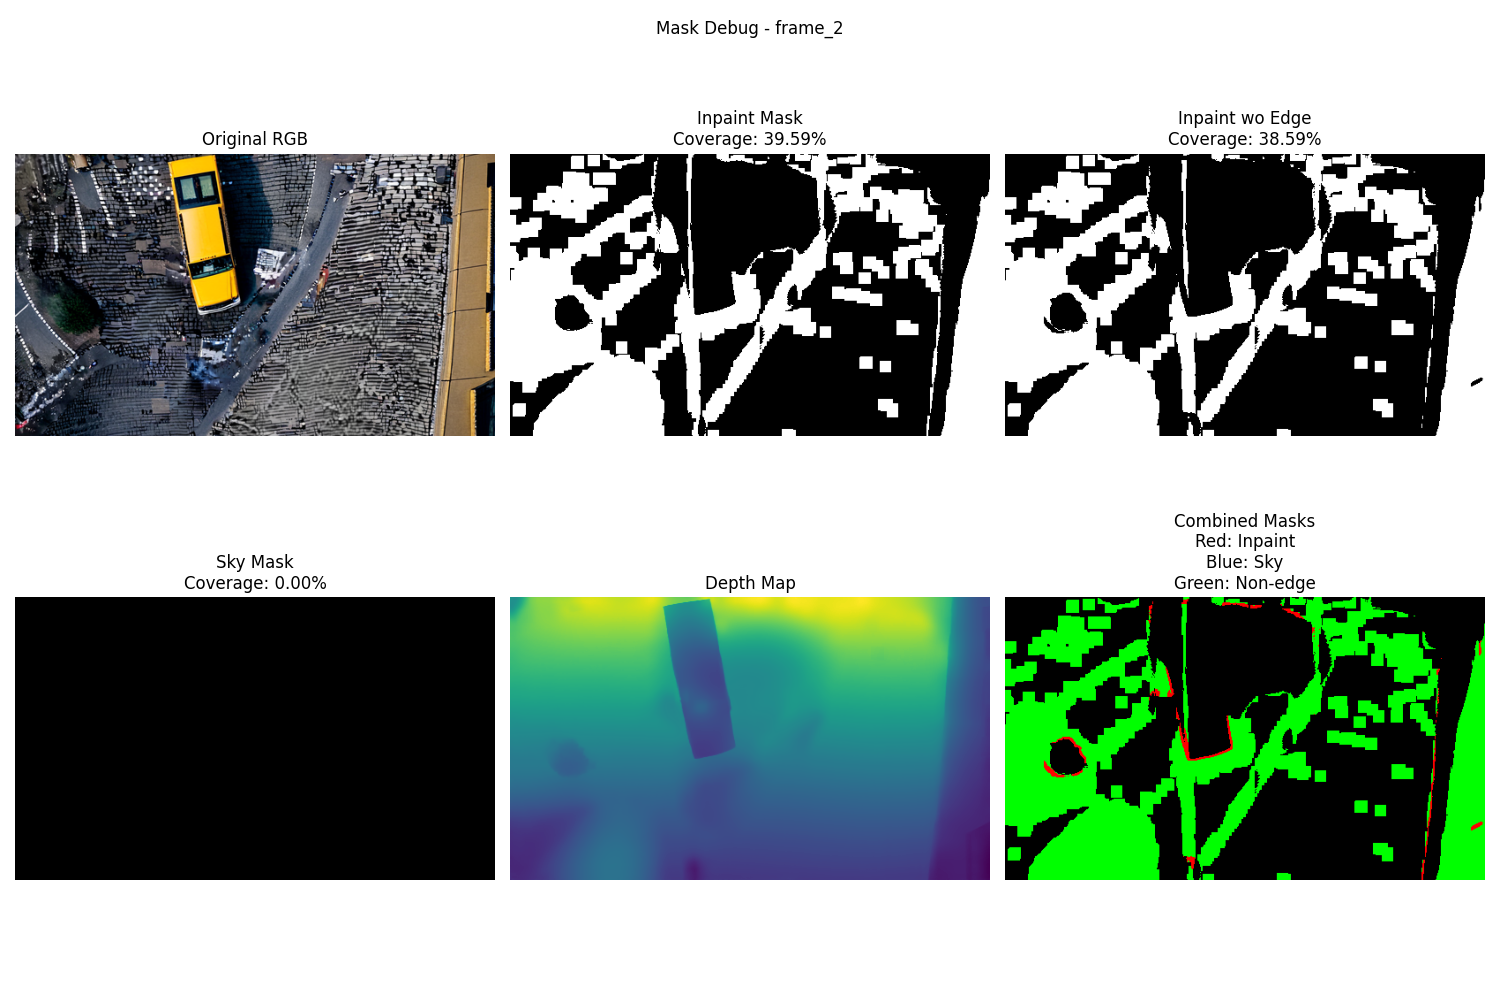 Mask Debug - frame_2
Original RGB
Inpaint Mask
Coverage: 39.59%
Inpaint wo Edge
Coverage: 38.59%
Sky Mask
Coverage: 0.00%
Depth Map
Combined Masks
Red: Inpaint
Blue: Sky
Green: Non-edge